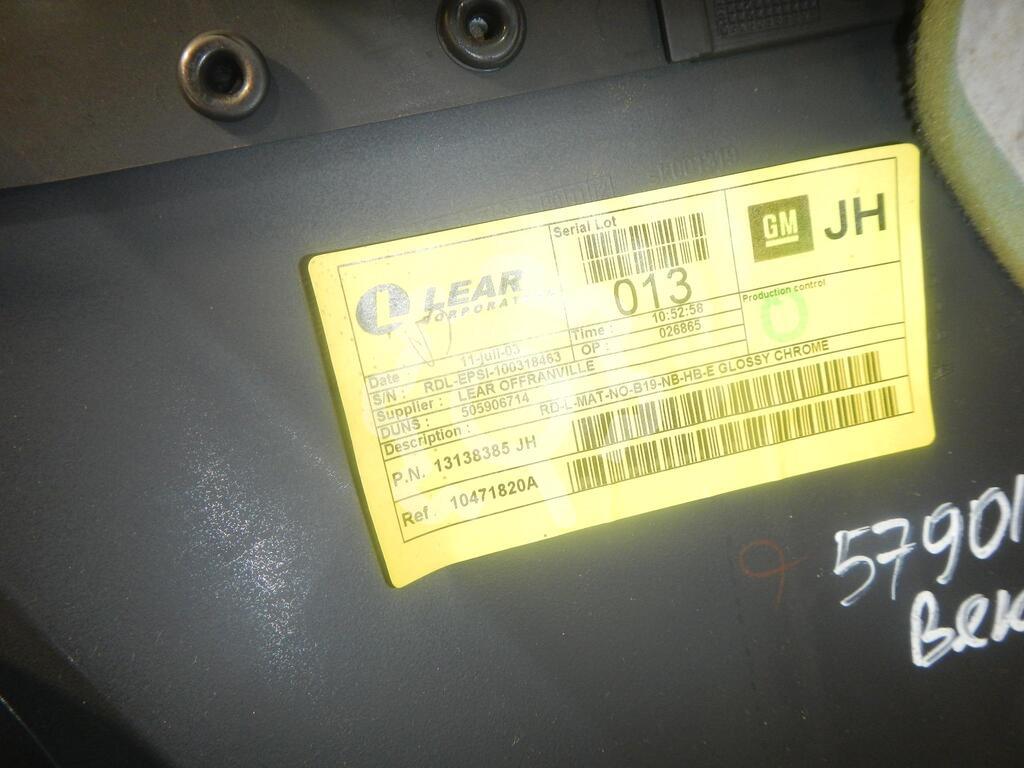 LEAR
CORPORATION
Serial Lot
013
GM JH
Date : 11-juil-03
Time : 10:52:58
S/N : RDL-EPSI-100318463
OP : 026865
Production control
Supplier : LEAR OFFRANVILLE
DUNS : 505906714
Description : RD-L-MAT-NO-B19-NB-HB-E GLOSSY CHROME
P.N. 13138385 JH
Ref. 10471820A